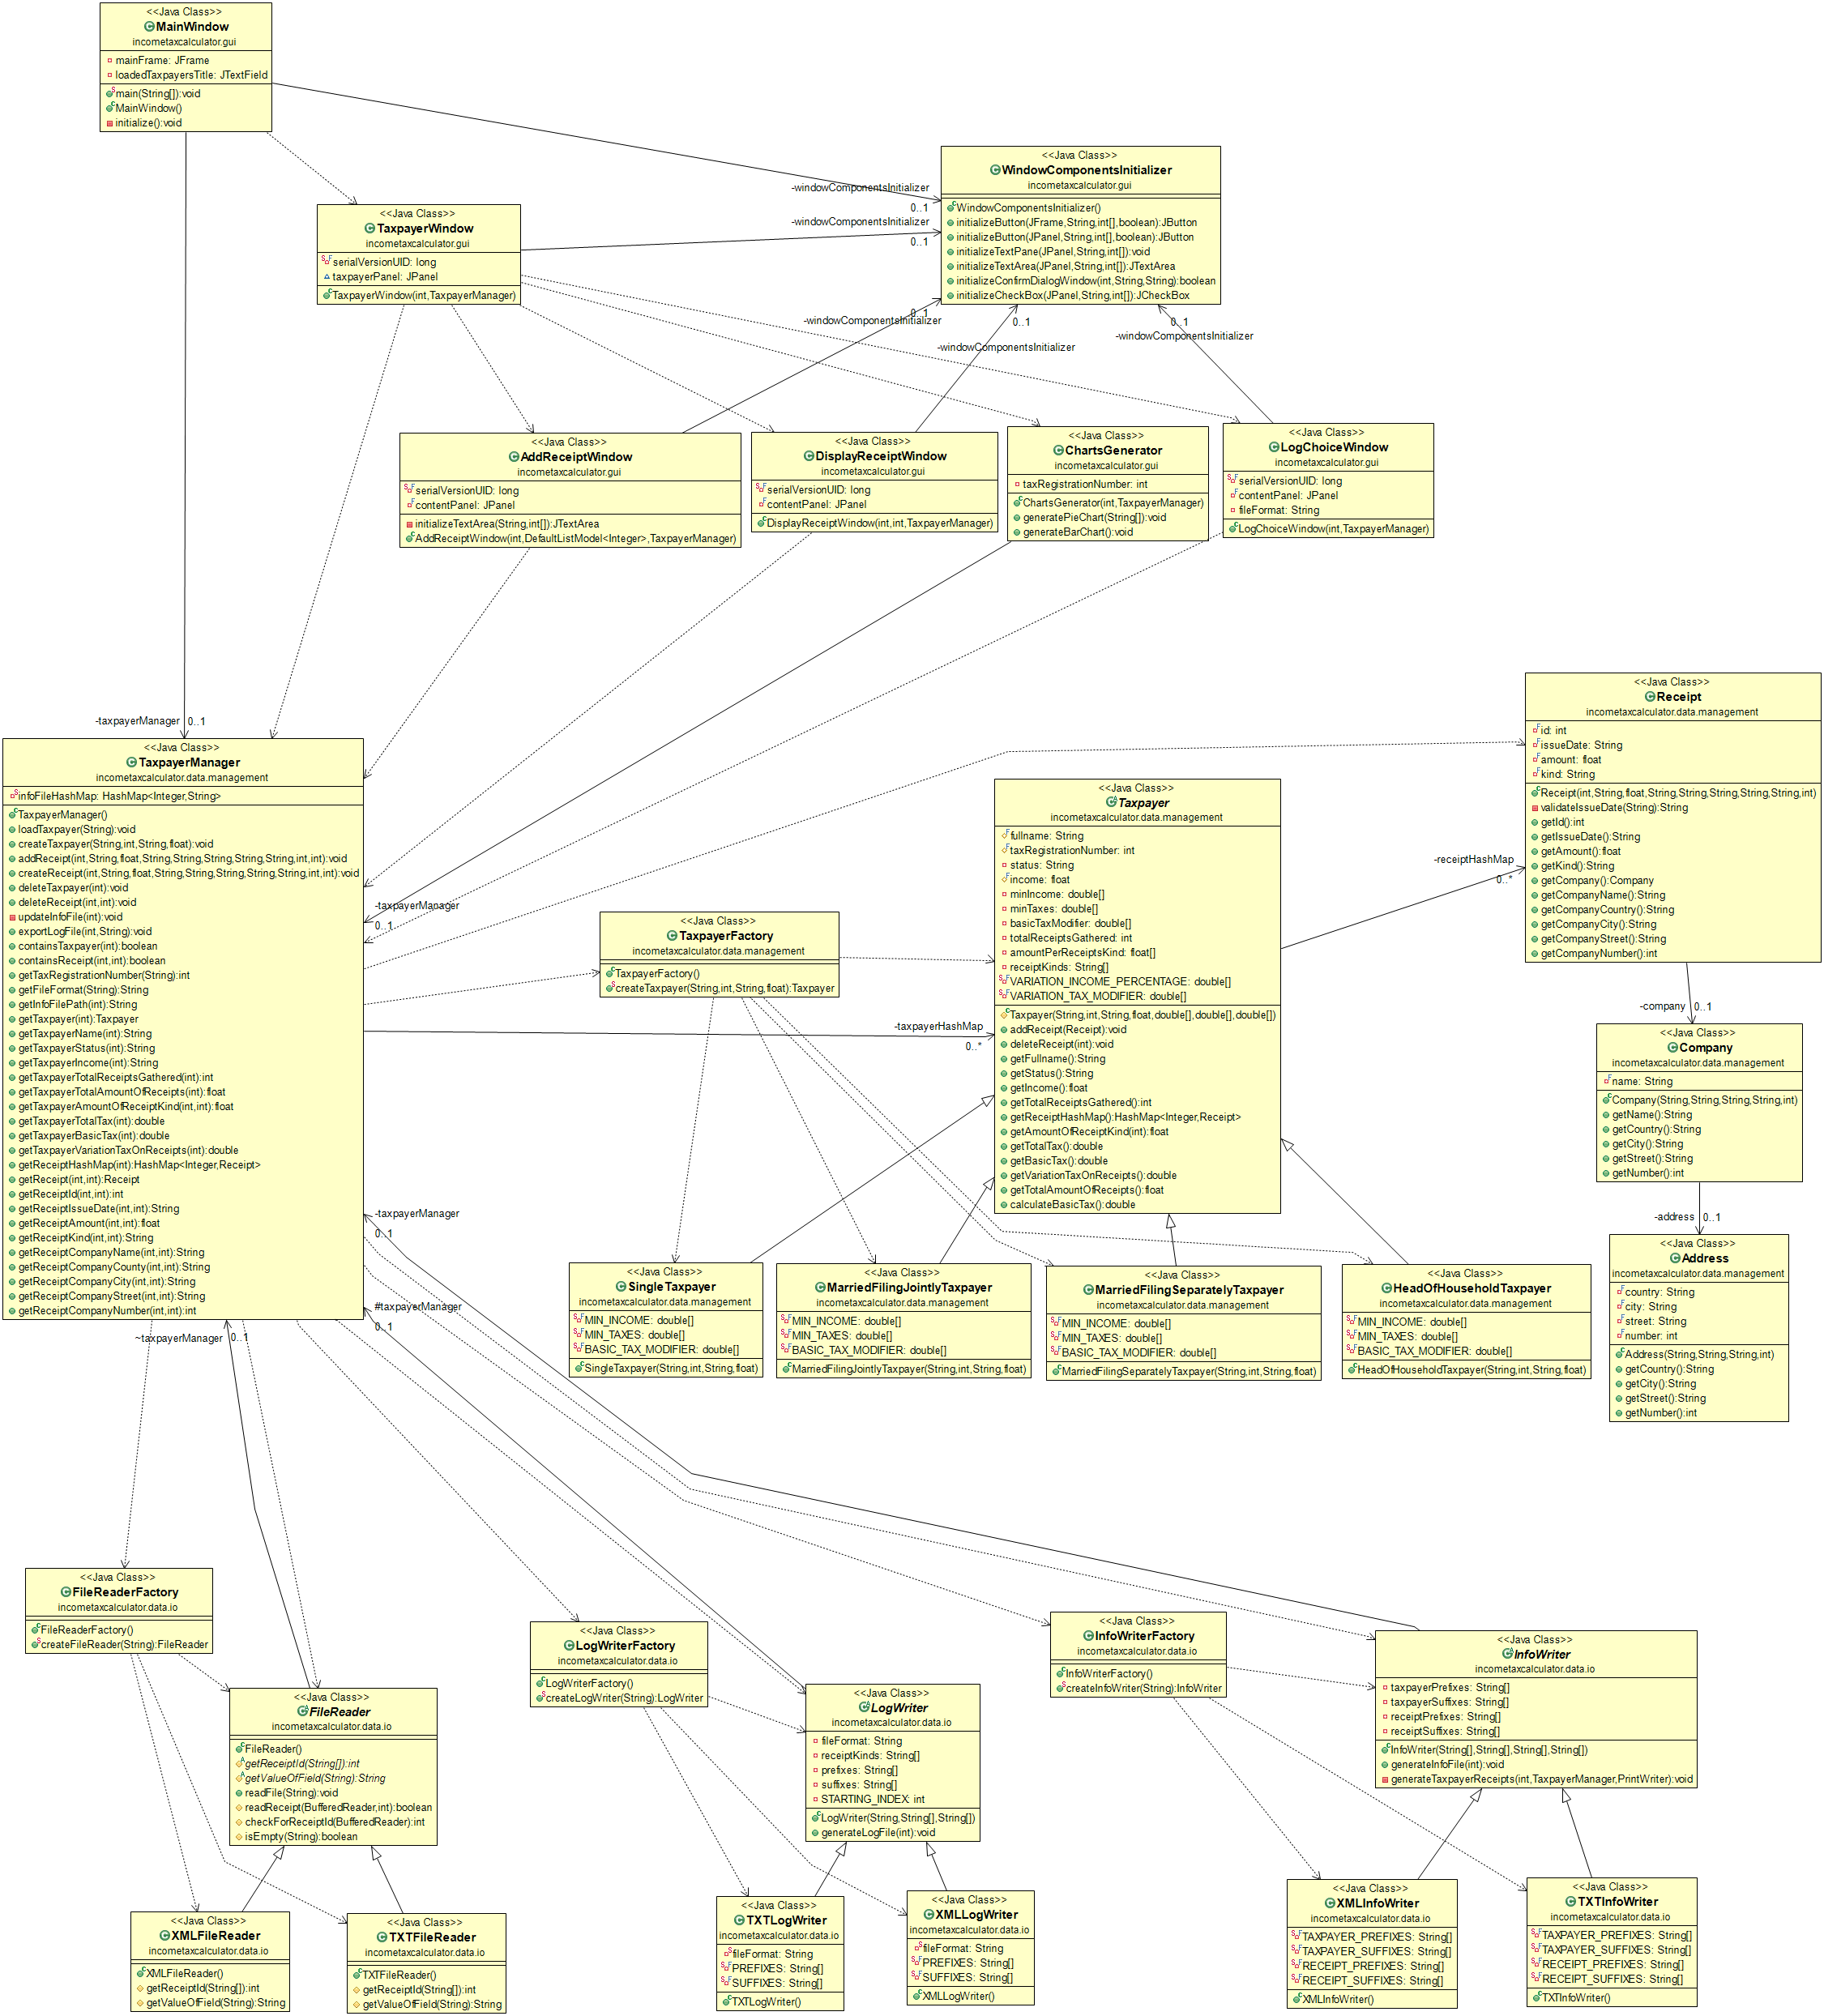 <<Java Class>>
MainWindow
incometaxcalculator.gui
mainFrame: JFrame
loadedTaxpayersTitle: JTextField
main(String[]):void
MainWindow()
initialize():void
<<Java Class>>
WindowComponentsInitializer
incometaxcalculator.gui
WindowComponentsInitializer()
initializeButton(JFrame,String,int[],boolean):JButton
initializeButton(JPanel,String,int[],boolean):JButton
initializeTextPane(JPanel,String,int[]):void
initializeTextArea(JPanel,String,int[]):JTextArea
initializeConfirmDialogWindow(int,String,String):boolean
initializeCheckBox(JPanel,String,int[]):JCheckBox
-windowComponentsInitializer
0..1
-windowComponentsInitializer
0..1
<<Java Class>>
TaxpayerWindow
incometaxcalculator.gui
serialVersionUID: long
taxpayerPanel: JPanel
TaxpayerWindow(int,TaxpayerManager)
0..1
-windowComponentsInitializer
0..1
-windowComponentsInitializer
0..1
-windowComponentsInitializer
<<Java Class>>
AddReceiptWindow
incometaxcalculator.gui
serialVersionUID: long
contentPanel: JPanel
initializeTextArea(String,int[]):JTextArea
AddReceiptWindow(int,DefaultListModel<Integer>,TaxpayerManager)
<<Java Class>>
DisplayReceiptWindow
incometaxcalculator.gui
serialVersionUID: long
contentPanel: JPanel
DisplayReceiptWindow(int,int,TaxpayerManager)
<<Java Class>>
ChartsGenerator
incometaxcalculator.gui
taxRegistrationNumber: int
ChartsGenerator(int,TaxpayerManager)
generatePieChart(String[]):void
generateBarChart():void
<<Java Class>>
LogChoiceWindow
incometaxcalculator.gui
serialVersionUID: long
contentPanel: JPanel
fileFormat: String
LogChoiceWindow(int,TaxpayerManager)
-taxpayerManager
0..1
<<Java Class>>
TaxpayerManager
incometaxcalculator.data.management
infoFileHashMap: HashMap<Integer,String>
TaxpayerManager()
loadTaxpayer(String):void
createTaxpayer(String,int,String,float):void
addReceipt(int,String,float,String,String,String,String,int,int):void
createReceipt(int,String,float,String,String,String,String,int,int):void
deleteTaxpayer(int):void
deleteReceipt(int,int):void
updateInfoFile(int):void
exportLogFile(int,String):void
containsTaxpayer(int):boolean
containsReceipt(int,int):boolean
getTaxRegistrationNumber(String):int
getFileFormat(String):String
getInfoFilePath(int):String
getTaxpayer(int):Taxpayer
getTaxpayerName(int):String
getTaxpayerStatus(int):String
getTaxpayerIncome(int):String
getTaxpayerTotalReceiptsGathered(int):int
getTaxpayerTotalAmountOfReceipts(int):float
getTaxpayerAmountOfReceiptKind(int,int):float
getTaxpayerTotalTax(int):double
getTaxpayerBasicTax(int):double
getTaxpayerVariationTaxOnReceipts(int):double
getReceiptHashMap(int):HashMap<Integer,Receipt>
getReceipt(int,int):Receipt
getReceiptId(int,int):int
getReceiptIssueDate(int,int):String
getReceiptAmount(int,int):float
getReceiptKind(int,int):String
getReceiptCompanyName(int,int):String
getReceiptCompanyCounty(int,int):String
getReceiptCompanyCity(int,int):String
getReceiptCompanyStreet(int,int):String
getReceiptCompanyNumber(int,int):int
-taxpayerManager
0..1
<<Java Class>>
TaxpayerFactory
incometaxcalculator.data.management
TaxpayerFactory()
createTaxpayer(String,int,String,float):Taxpayer
-taxpayerHashMap
0..*
<<Java Class>>
Taxpayer
incometaxcalculator.data.management
fullname: String
taxRegistrationNumber: int
status: String
income: float
minIncome: double[]
minTaxes: double[]
basicTaxModifier: double[]
totalReceiptsGathered: int
amountPerReceiptsKind: float[]
receiptKinds: String[]
VARIATION_INCOME_PERCENTAGE: double[]
VARIATION_TAX_MODIFIER: double[]
Taxpayer(String,int,String,float,double[],double[],double[])
addReceipt(Receipt):void
deleteReceipt(int):void
getFullname():String
getStatus():String
getIncome():float
getTotalReceiptsGathered():int
getReceiptHashMap():HashMap<Integer,Receipt>
getAmountOfReceiptKind(int):float
getTotalTax():double
getBasicTax():double
getVariationTaxOnReceipts():double
getTotalAmountOfReceipts():float
calculateBasicTax():double
-receiptHashMap
0..*
<<Java Class>>
Receipt
incometaxcalculator.data.management
id: int
issueDate: String
amount: float
kind: String
Receipt(int,String,float,String,String,String,String,String,int)
validateIssueDate(String):String
getId():int
getIssueDate():String
getAmount():float
getKind():String
getCompany():Company
getCompanyName():String
getCompanyCountry():String
getCompanyCity():String
getCompanyStreet():String
getCompanyNumber():int
-company
0..1
<<Java Class>>
Company
incometaxcalculator.data.management
name: String
Company(String,String,String,String,int)
getName():String
getCountry():String
getCity():String
getStreet():String
getNumber():int
-address
0..1
<<Java Class>>
Address
incometaxcalculator.data.management
country: String
city: String
street: String
number: int
Address(String,String,String,int)
getCountry():String
getCity():String
getStreet():String
getNumber():int
-taxpayerManager
0..1
#taxpayerManager
0..1
~taxpayerManager
0..1
<<Java Class>>
SingleTaxpayer
incometaxcalculator.data.management
MIN_INCOME: double[]
MIN_TAXES: double[]
BASIC_TAX_MODIFIER: double[]
SingleTaxpayer(String,int,String,float)
<<Java Class>>
MarriedFilingJointlyTaxpayer
incometaxcalculator.data.management
MIN_INCOME: double[]
MIN_TAXES: double[]
BASIC_TAX_MODIFIER: double[]
MarriedFilingJointlyTaxpayer(String,int,String,float)
<<Java Class>>
MarriedFilingSeparatelyTaxpayer
incometaxcalculator.data.management
MIN_INCOME: double[]
MIN_TAXES: double[]
BASIC_TAX_MODIFIER: double[]
MarriedFilingSeparatelyTaxpayer(String,int,String,float)
<<Java Class>>
HeadOfHouseholdTaxpayer
incometaxcalculator.data.management
MIN_INCOME: double[]
MIN_TAXES: double[]
BASIC_TAX_MODIFIER: double[]
HeadOfHouseholdTaxpayer(String,int,String,float)
<<Java Class>>
FileReaderFactory
incometaxcalculator.data.io
FileReaderFactory()
createFileReader(String):FileReader
<<Java Class>>
FileReader
incometaxcalculator.data.io
FileReader()
getReceiptId(String[]):int
getValueOfField(String):String
readFile(String):void
readReceipt(BufferedReader,int):boolean
checkForReceiptId(BufferedReader):int
isEmpty(String):boolean
<<Java Class>>
XMLFileReader
incometaxcalculator.data.io
XMLFileReader()
getReceiptId(String[]):int
getValueOfField(String):String
<<Java Class>>
TXTFileReader
incometaxcalculator.data.io
TXTFileReader()
getReceiptId(String[]):int
getValueOfField(String):String
<<Java Class>>
LogWriterFactory
incometaxcalculator.data.io
LogWriterFactory()
createLogWriter(String):LogWriter
<<Java Class>>
LogWriter
incometaxcalculator.data.io
fileFormat: String
receiptKinds: String[]
prefixes: String[]
suffixes: String[]
STARTING_INDEX: int
LogWriter(String,String[],String[])
generateLogFile(int):void
<<Java Class>>
TXTLogWriter
incometaxcalculator.data.io
fileFormat: String
PREFIXES: String[]
SUFFIXES: String[]
TXTLogWriter()
<<Java Class>>
XMLLogWriter
incometaxcalculator.data.io
fileFormat: String
PREFIXES: String[]
SUFFIXES: String[]
XMLLogWriter()
<<Java Class>>
InfoWriterFactory
incometaxcalculator.data.io
InfoWriterFactory()
createInfoWriter(String):InfoWriter
<<Java Class>>
InfoWriter
incometaxcalculator.data.io
taxpayerPrefixes: String[]
taxpayerSuffixes: String[]
receiptPrefixes: String[]
receiptSuffixes: String[]
InfoWriter(String[],String[],String[],String[])
generateInfoFile(int):void
generateTaxpayerReceipts(int,TaxpayerManager,PrintWriter):void
<<Java Class>>
XMLInfoWriter
incometaxcalculator.data.io
TAXPAYER_PREFIXES: String[]
TAXPAYER_SUFFIXES: String[]
RECEIPT_PREFIXES: String[]
RECEIPT_SUFFIXES: String[]
XMLInfoWriter()
<<Java Class>>
TXTInfoWriter
incometaxcalculator.data.io
TAXPAYER_PREFIXES: String[]
TAXPAYER_SUFFIXES: String[]
RECEIPT_PREFIXES: String[]
RECEIPT_SUFFIXES: String[]
TXTInfoWriter()